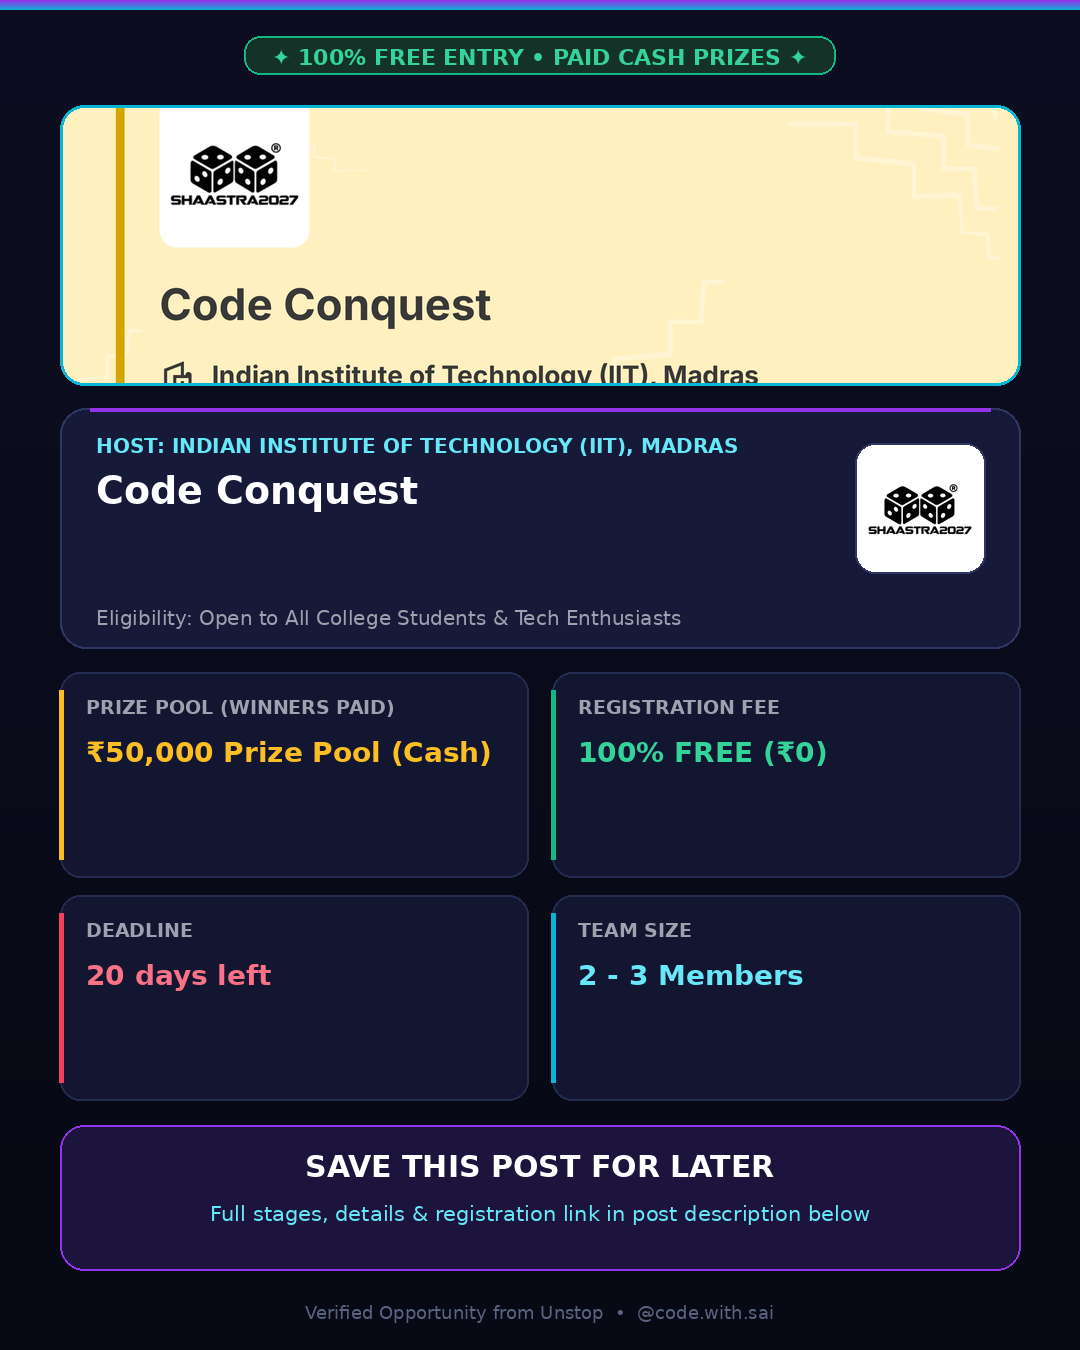 ✦ 100% FREE ENTRY • PAID CASH PRIZES ✦
®
SHAASTRA2027
Code Conquest
Indian Institute of Technology (IIT), Madras
HOST: INDIAN INSTITUTE OF TECHNOLOGY (IIT), MADRAS
Code Conquest
®
SHAASTRA2027
Eligibility: Open to All College Students & Tech Enthusiasts
PRIZE POOL (WINNERS PAID)
₹50,000 Prize Pool (Cash)
REGISTRATION FEE
100% FREE (₹0)
DEADLINE
20 days left
TEAM SIZE
2 - 3 Members
SAVE THIS POST FOR LATER
Full stages, details & registration link in post description below
Verified Opportunity from Unstop • @code.with.sai